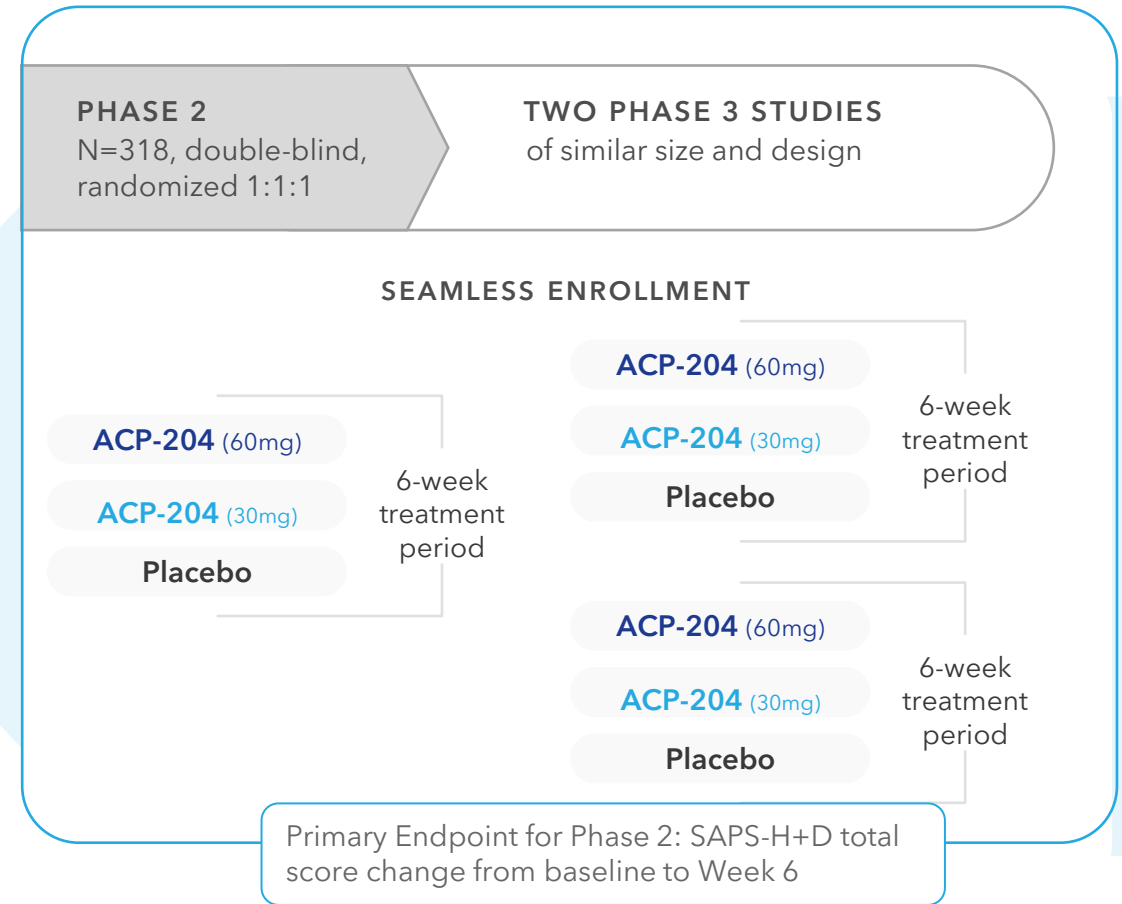 PHASE 2
N=318, double-blind,
randomized 1:1:1
TWO PHASE 3 STUDIES
of similar size and design
SEAMLESS ENROLLMENT
ACP-204 (60mg)
ACP-204 (30mg)
Placebo
6-week
treatment
period
ACP-204 (60mg)
ACP-204 (30mg)
Placebo
6-week
treatment
period
ACP-204 (60mg)
ACP-204 (30mg)
Placebo
6-week
treatment
period
Primary Endpoint for Phase 2: SAPS-H+D total
score change from baseline to Week 6